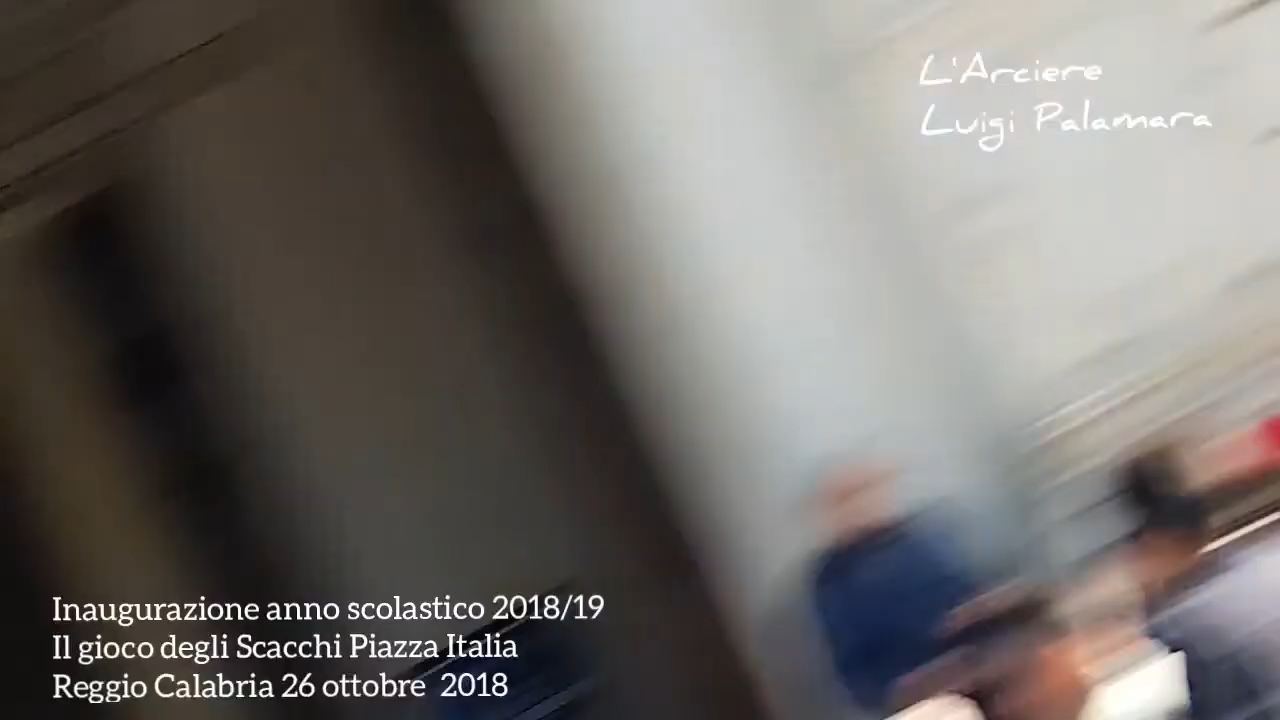 L'Arciere
Luigi Palamara
Inaugurazione anno scolastico 2018/19
Il gioco degli Scacchi Piazza Italia
Reggio Calabria 26 ottobre 2018